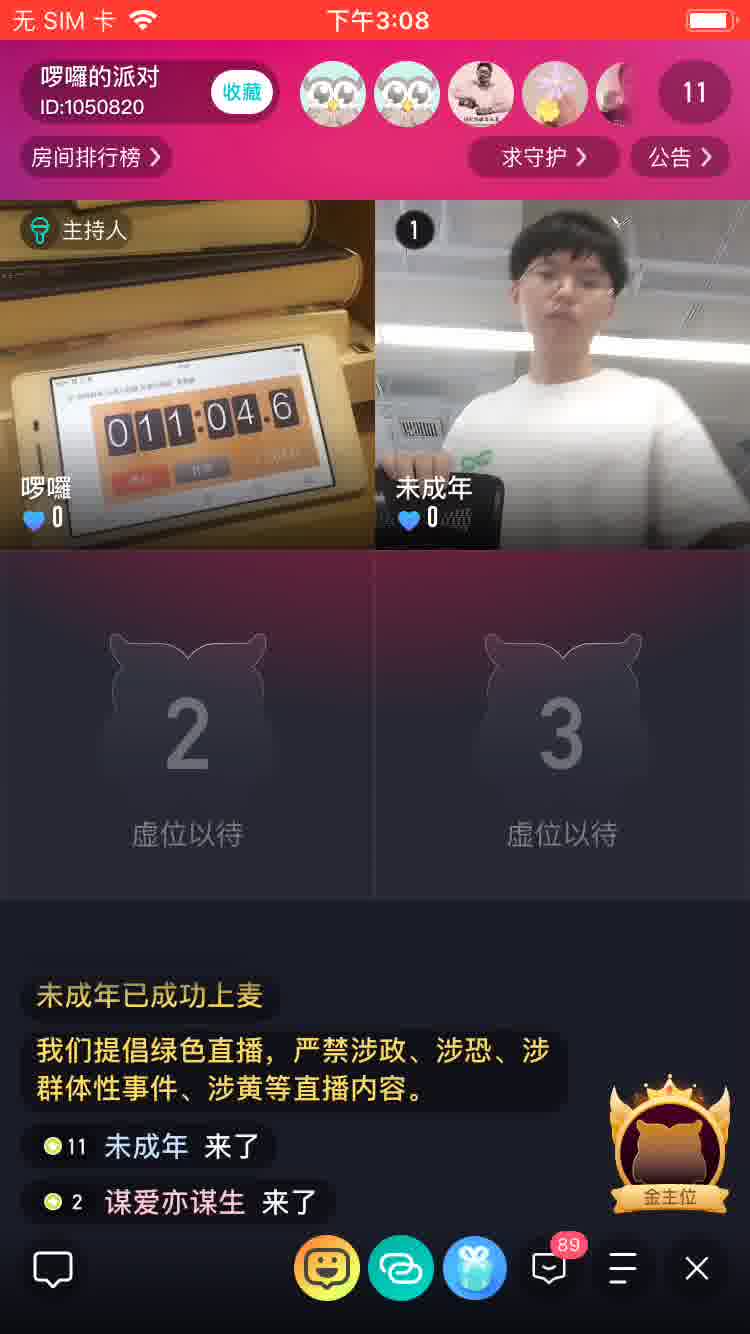 无 SIM 卡
下午3:08
啰囉的派对
ID:1050820
收藏
11
房间排行榜
求守护
公告
主持人
1
011:04.6
啰囉
0
未成年
0
2
虚位以待
3
虚位以待
未成年已成功上麦
我们提倡绿色直播，严禁涉政、涉恐、涉
群体性事件、涉黄等直播内容。
11 未成年 来了
2 谋爱亦谋生 来了
金主位
89